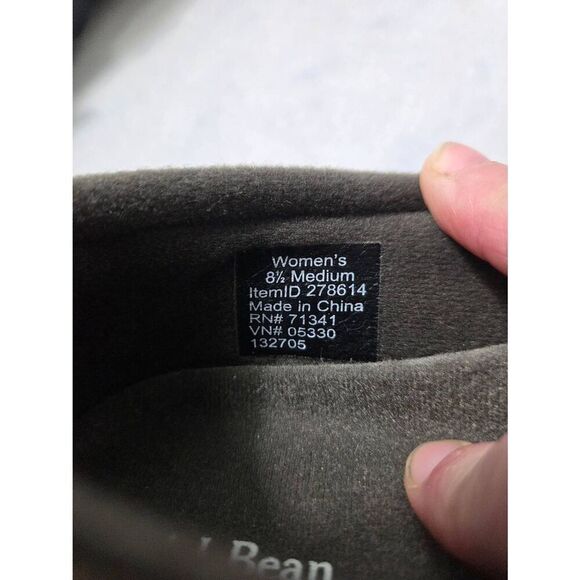 Women's
8½ Medium
ItemID 278614
Made in China
RN# 71341
VN# 05330
132705
Bean